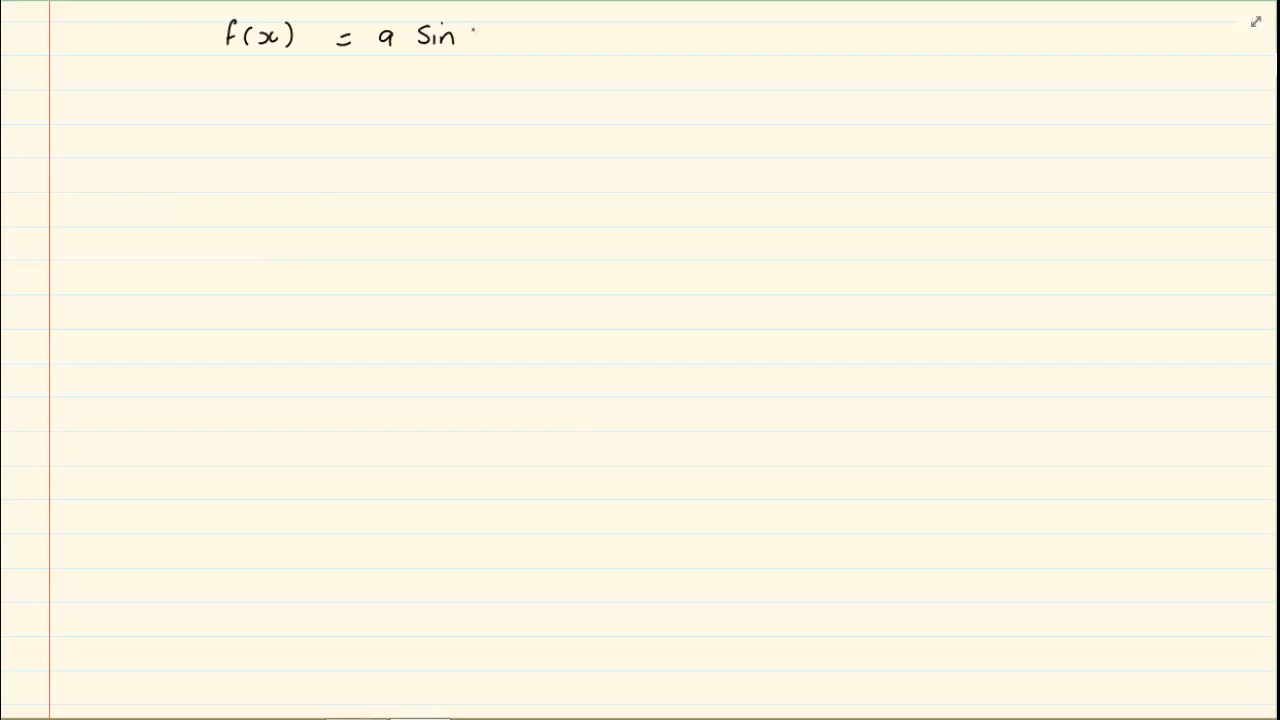 f(x) = a Sin